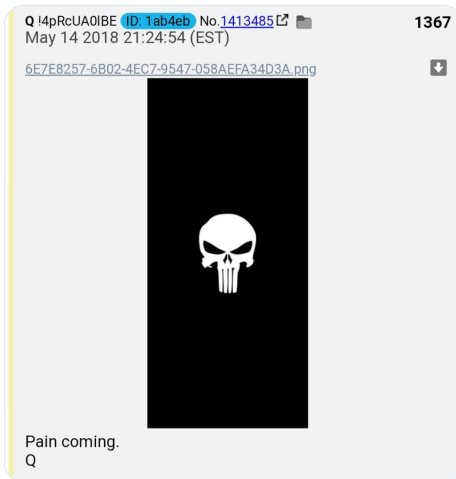 Q !4pRcUA0lBE ID: 1ab4eb No.1413485 1367
May 14 2018 21:24:54 (EST)
6E7E8257-6B02-4EC7-9547-058AEFA34D3A.png
Pain coming.
Q